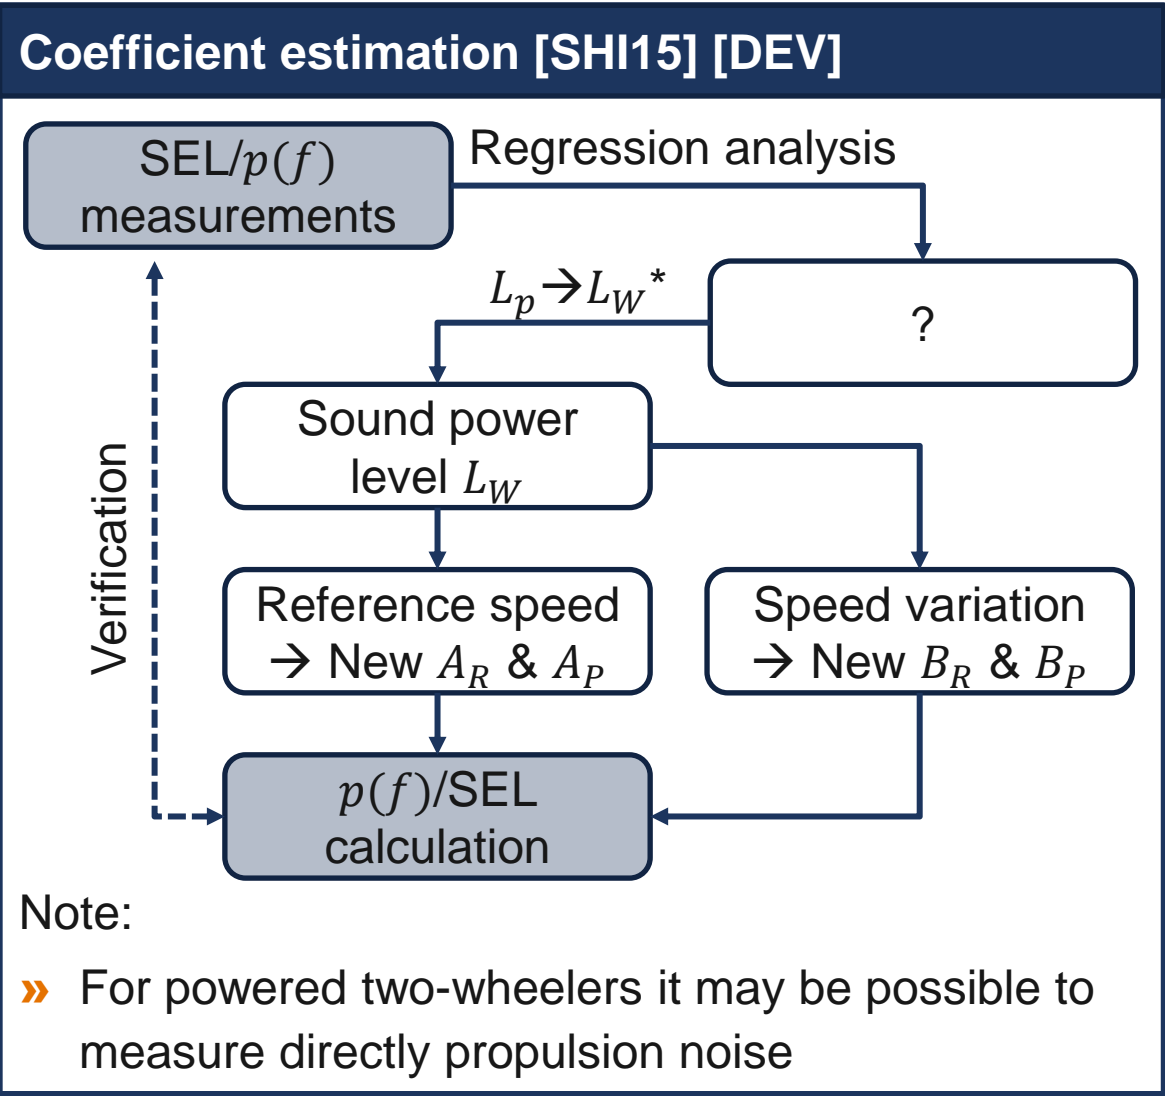 Coefficient estimation [SHI15] [DEV]
SEL/p(f)
measurements
Regression analysis
?
L_p→L_W*
Sound power
level L_W
Verification
Reference speed
→ New A_R & A_P
Speed variation
→ New B_R & B_P
p(f)/SEL
calculation
Note:
» For powered two-wheelers it may be possible to
measure directly propulsion noise